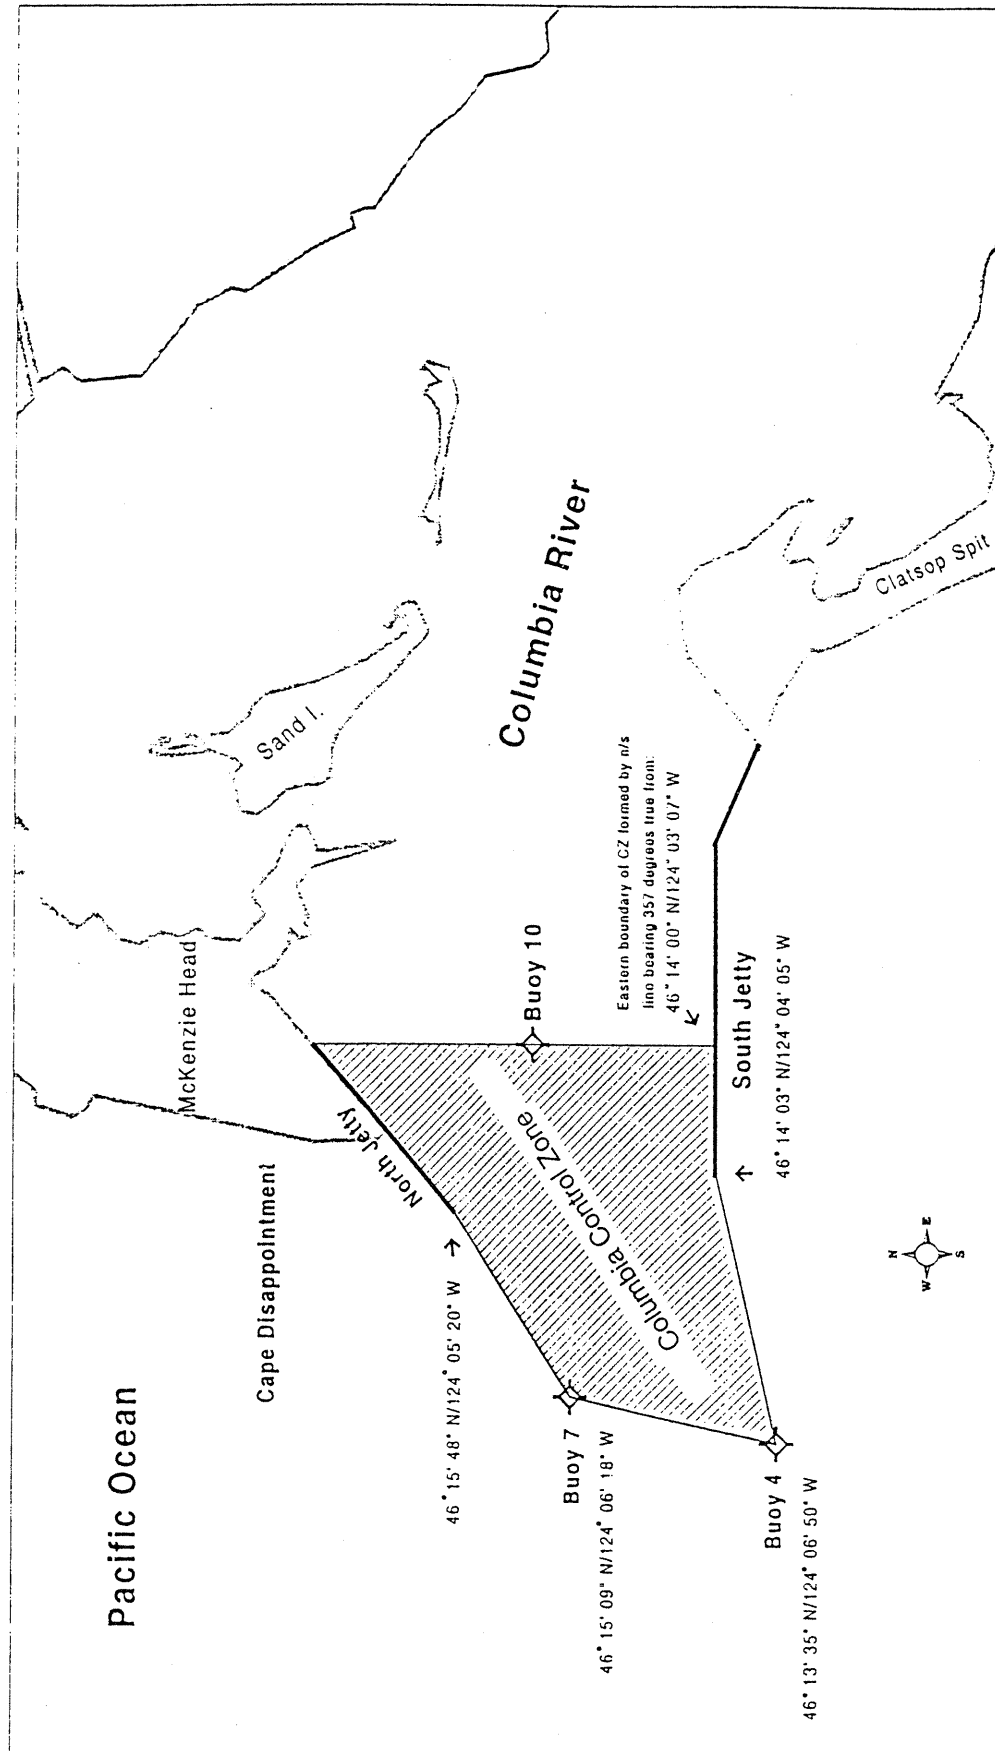 Pacific Ocean
Cape Disappointment
McKenzie Head
North Jetty
46° 15' 48" N/124° 05' 20" W
Buoy 7
46° 15' 09" N/124° 06' 18" W
Buoy 4
46° 13' 35" N/124° 06' 50" W
Columbia Control Zone
Buoy 10
Sand I.
Columbia River
Eastern boundary of CZ formed by n/s
line bearing 357 degrees true from:
46° 14' 00" N/124° 03' 07" W
South Jetty
46° 14' 03" N/124° 04' 05" W
Clatsop Spit
N
W
E
S